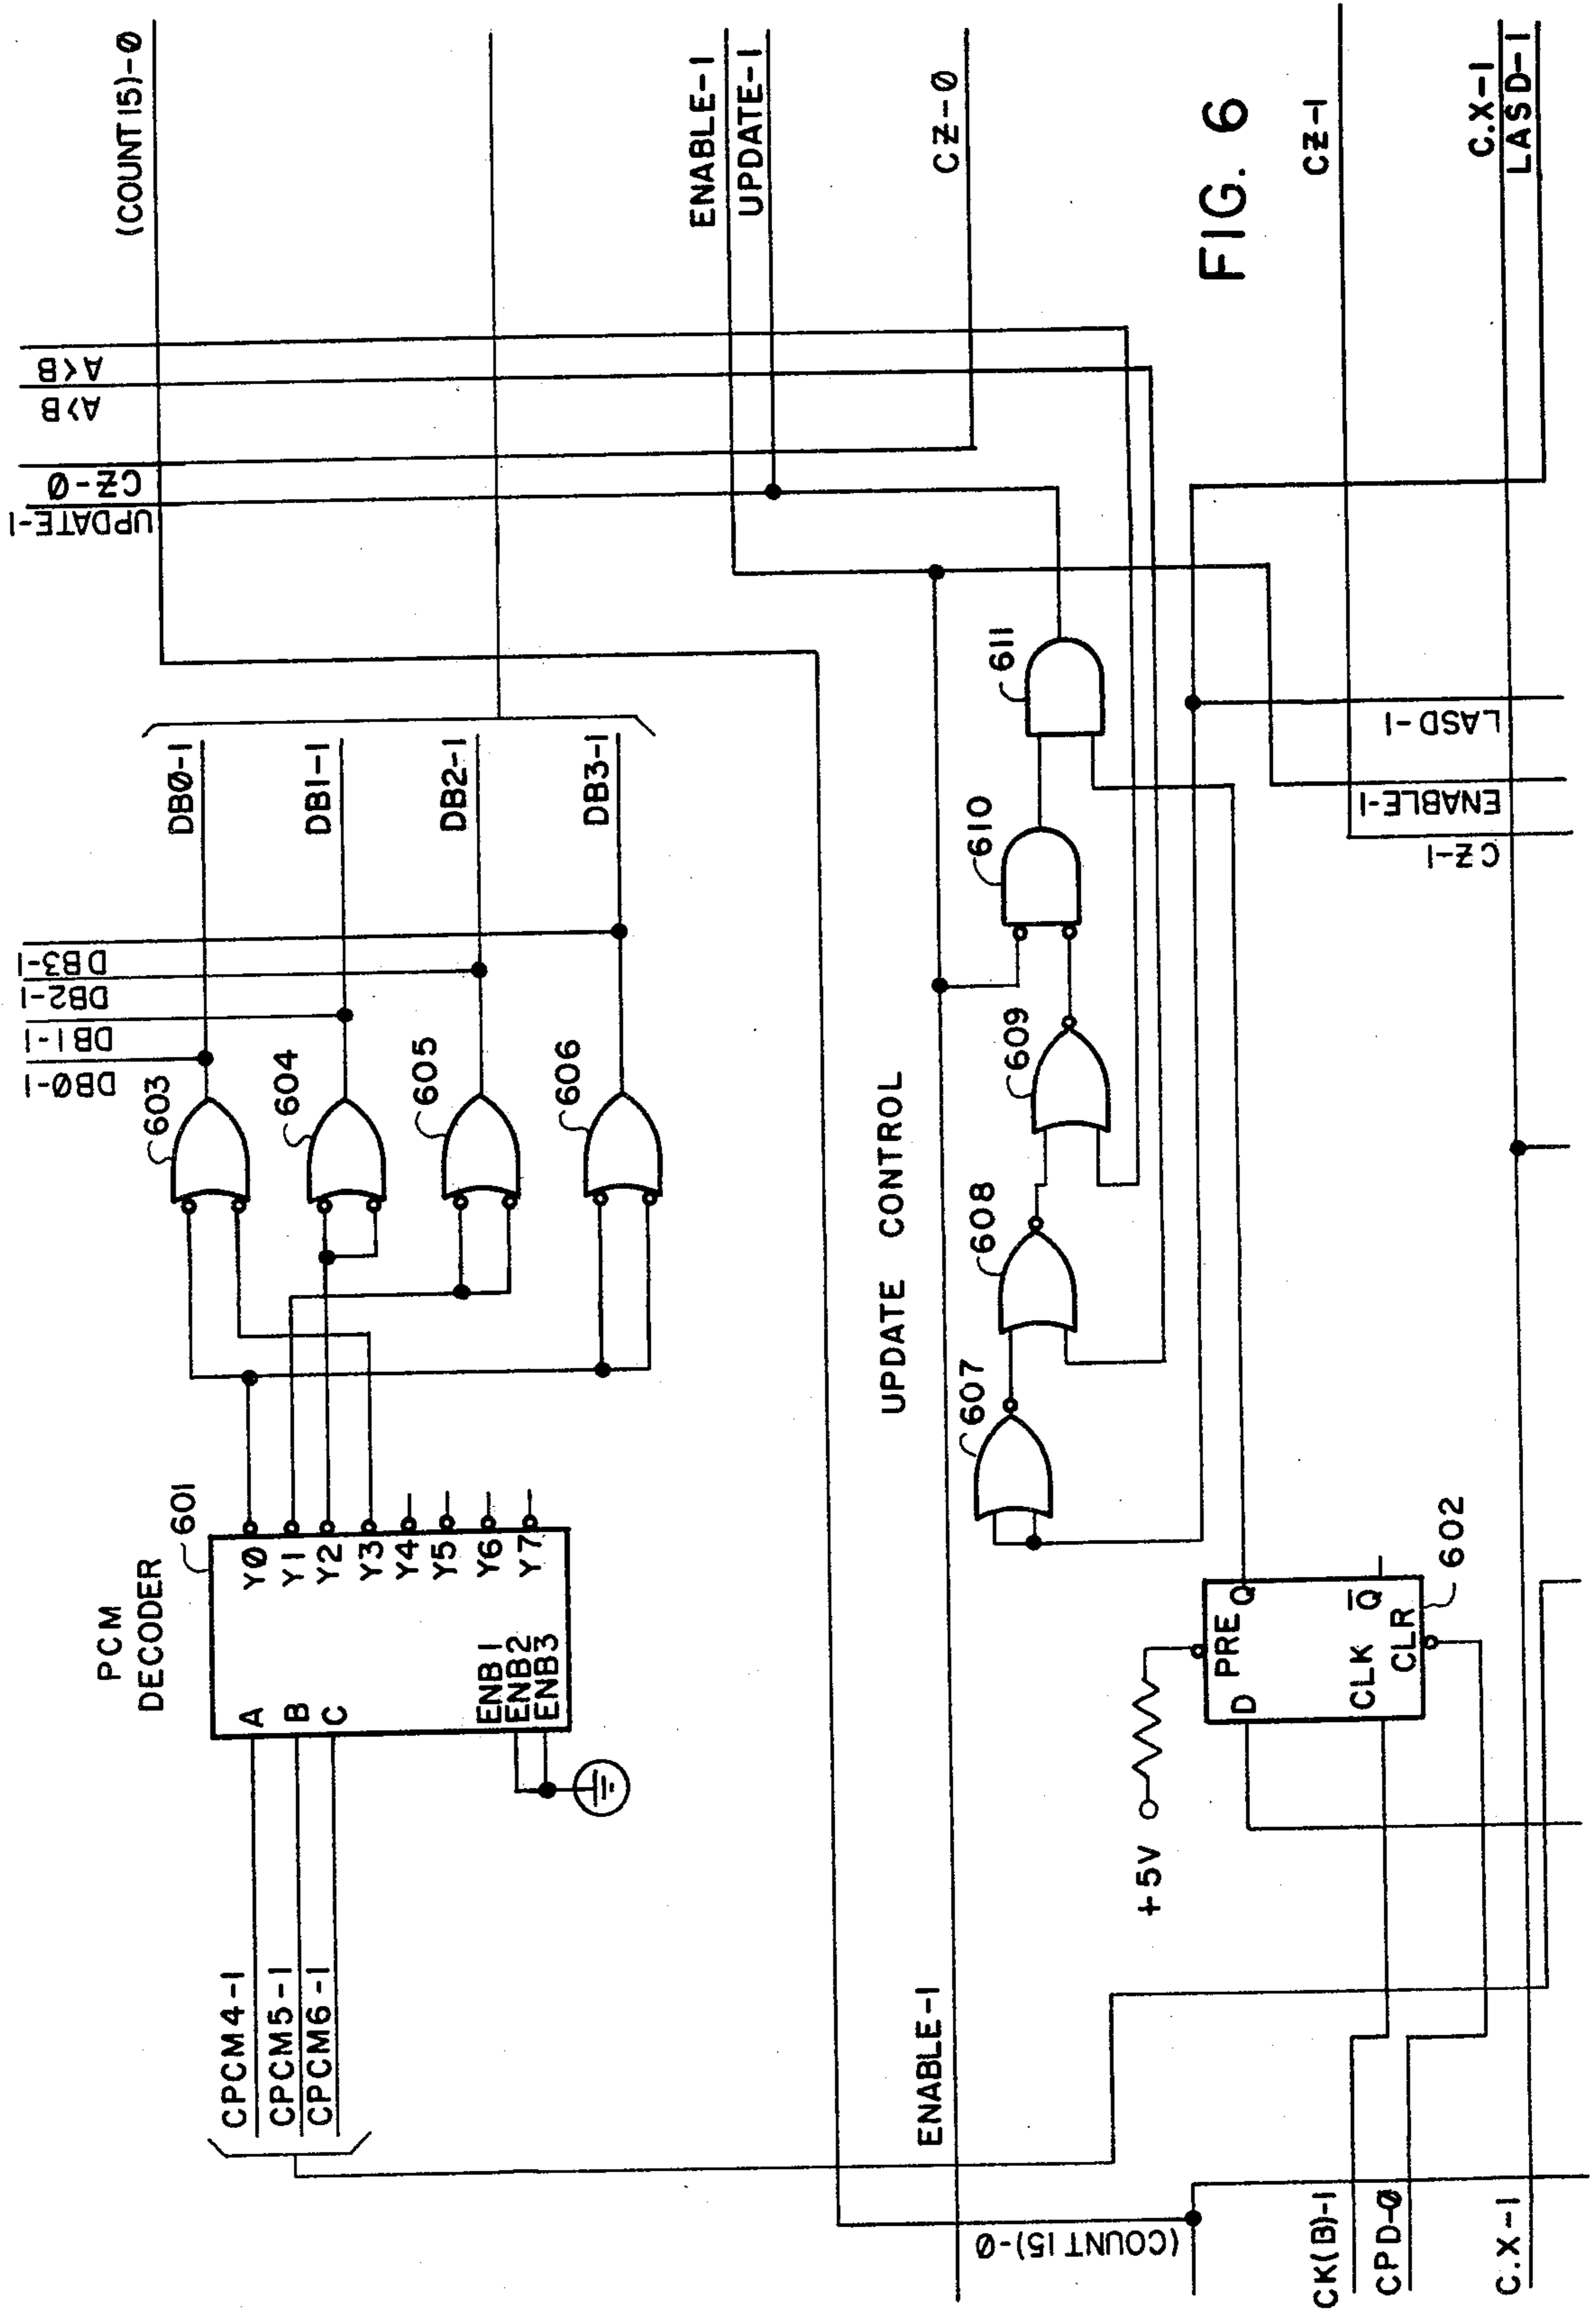 (COUNT 15)-0
A<B
A>B
CZ-0
UPDATE-1
ENABLE-1
UPDATE-1
CZ-0
FIG. 6
CZ-1
C.X-1
LASD-1
DB0-1
DB1-1
DB2-1
DB3-1
DB3-1
DB2-1
DB1-1
DB0-1
603
604
605
606
611
610
609
608
607
UPDATE CONTROL
LASD-1
ENABLE-1
CZ-1
PCM
DECODER
601
A
B
C
ENB1
ENB2
ENB3
Y0
Y1
Y2
Y3
Y4
Y5
Y6
Y7
CPCM4-1
CPCM5-1
CPCM6-1
+5V
D
PRE
Q
CLK
Q
CLR
602
ENABLE-1
(COUNT 15)-0
CK(B)-1
CPD-0
C.X-1